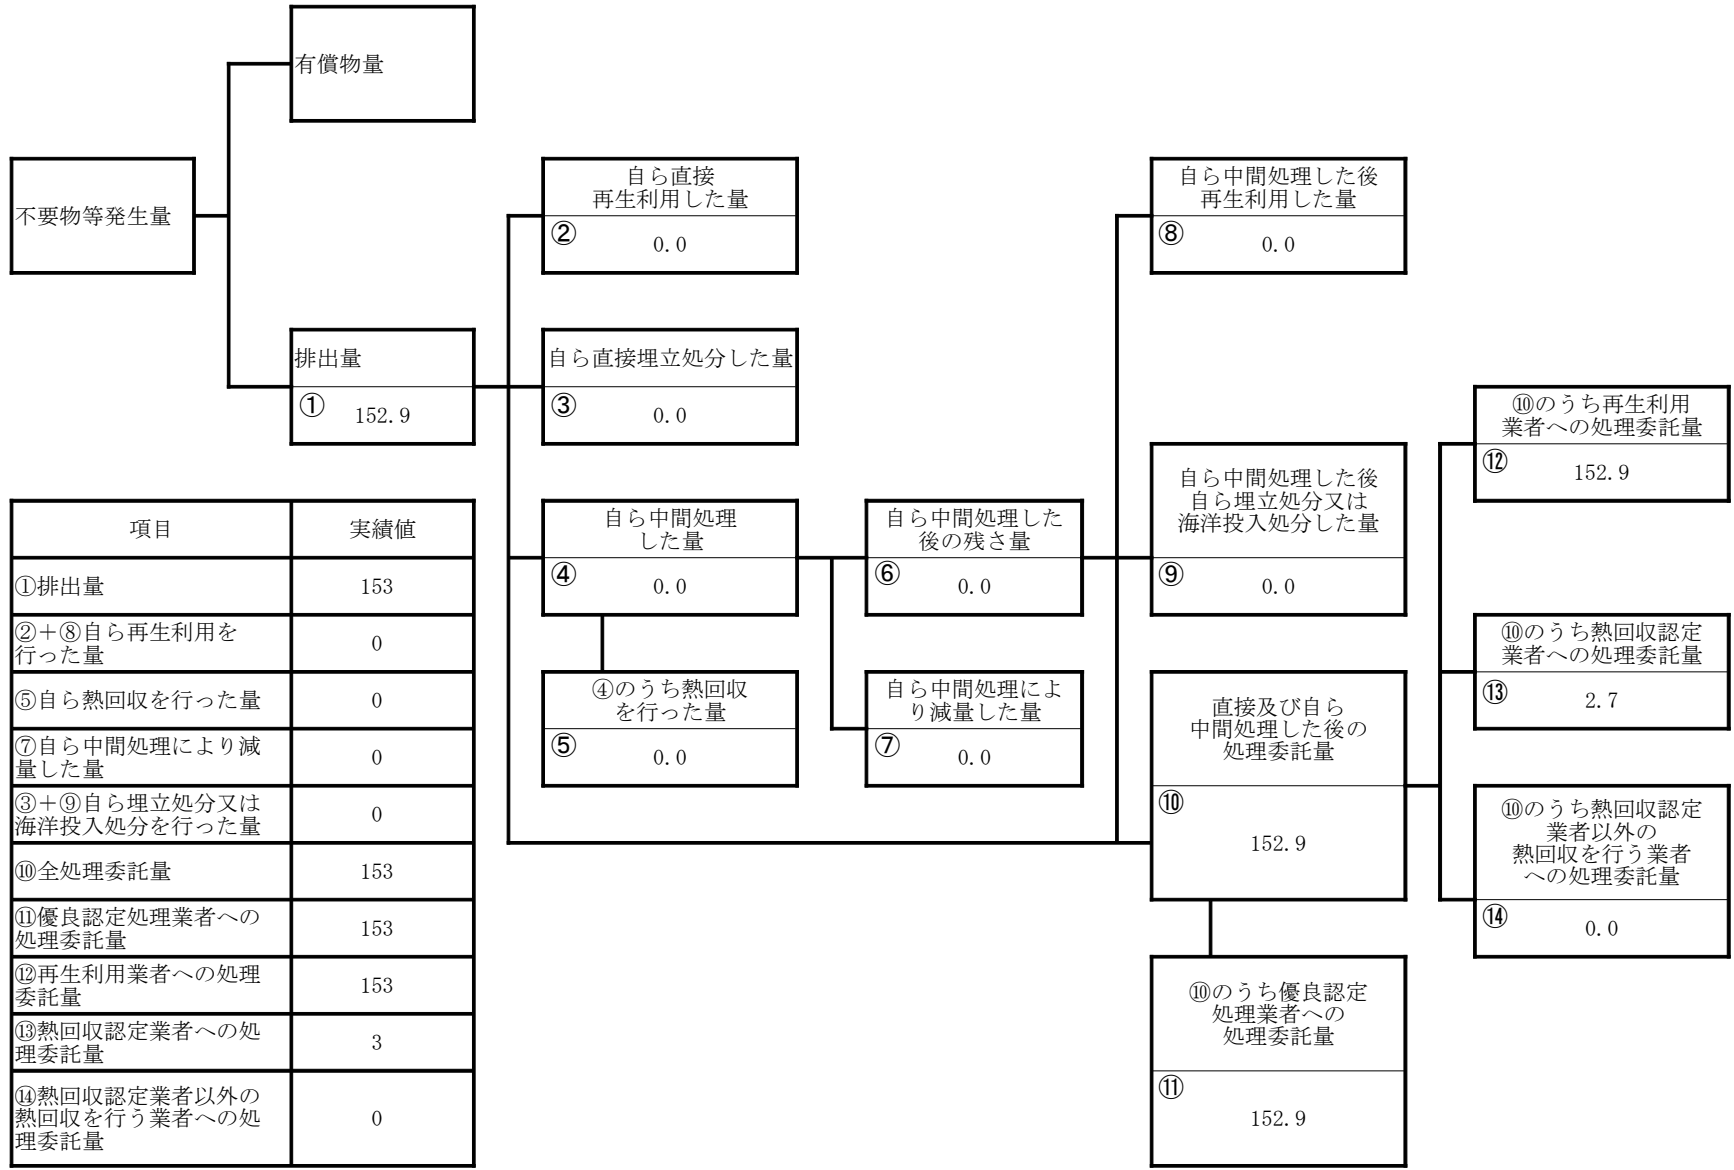 有償物量
不要物等発生量
自ら直接
再生利用した量
②
0.0
自ら中間処理した後
再生利用した量
⑧
0.0
排出量
①
152.9
自ら直接埋立処分した量
③
0.0
⑩のうち再生利用
業者への処理委託量
⑫
152.9
自ら中間処理
した量
④
0.0
自ら中間処理した
後の残さ量
⑥
0.0
自ら中間処理した後
自ら埋立処分又は
海洋投入処分した量
⑨
0.0
④のうち熱回収
を行った量
⑤
0.0
自ら中間処理によ
り減量した量
⑦
0.0
直接及び自ら
中間処理した後の
処理委託量
⑩
152.9
⑩のうち熱回収認定
業者への処理委託量
⑬
2.7
⑩のうち熱回収認定
業者以外の
熱回収を行う業者
への処理委託量
⑭
0.0
⑩のうち優良認定
処理業者への
処理委託量
⑪
152.9
項目 実績値
①排出量 153
②＋⑧自ら再生利用を
行った量 0
⑤自ら熱回収を行った量 0
⑦自ら中間処理により減
量した量 0
③＋⑨自ら埋立処分又は
海洋投入処分を行った量 0
⑩全処理委託量 153
⑪優良認定処理業者への
処理委託量 153
⑫再生利用業者への処理
委託量 153
⑬熱回収認定業者への処
理委託量 3
⑭熱回収認定業者以外の
熱回収を行う業者への処
理委託量 0